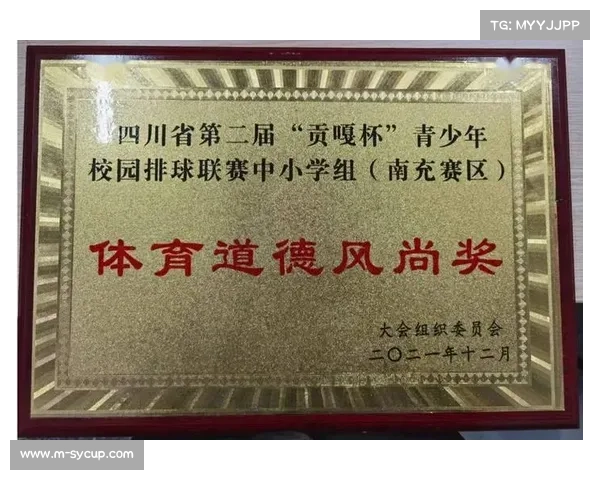 TG: MYYJJPP
四川省第二届“贡嘎杯”青少年
校园排球联赛中小学组（南充赛区）
体育道德风尚奖
大会组织委员会
二〇二一年十二月
www.m-sycup.com